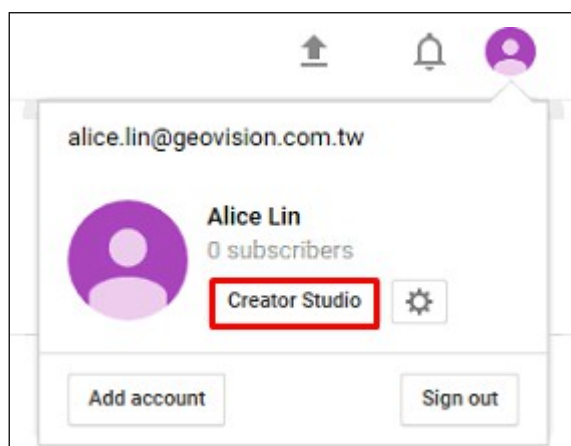 alice.lin@geovision.com.tw
Alice Lin
0 subscribers
Creator Studio
Add account
Sign out